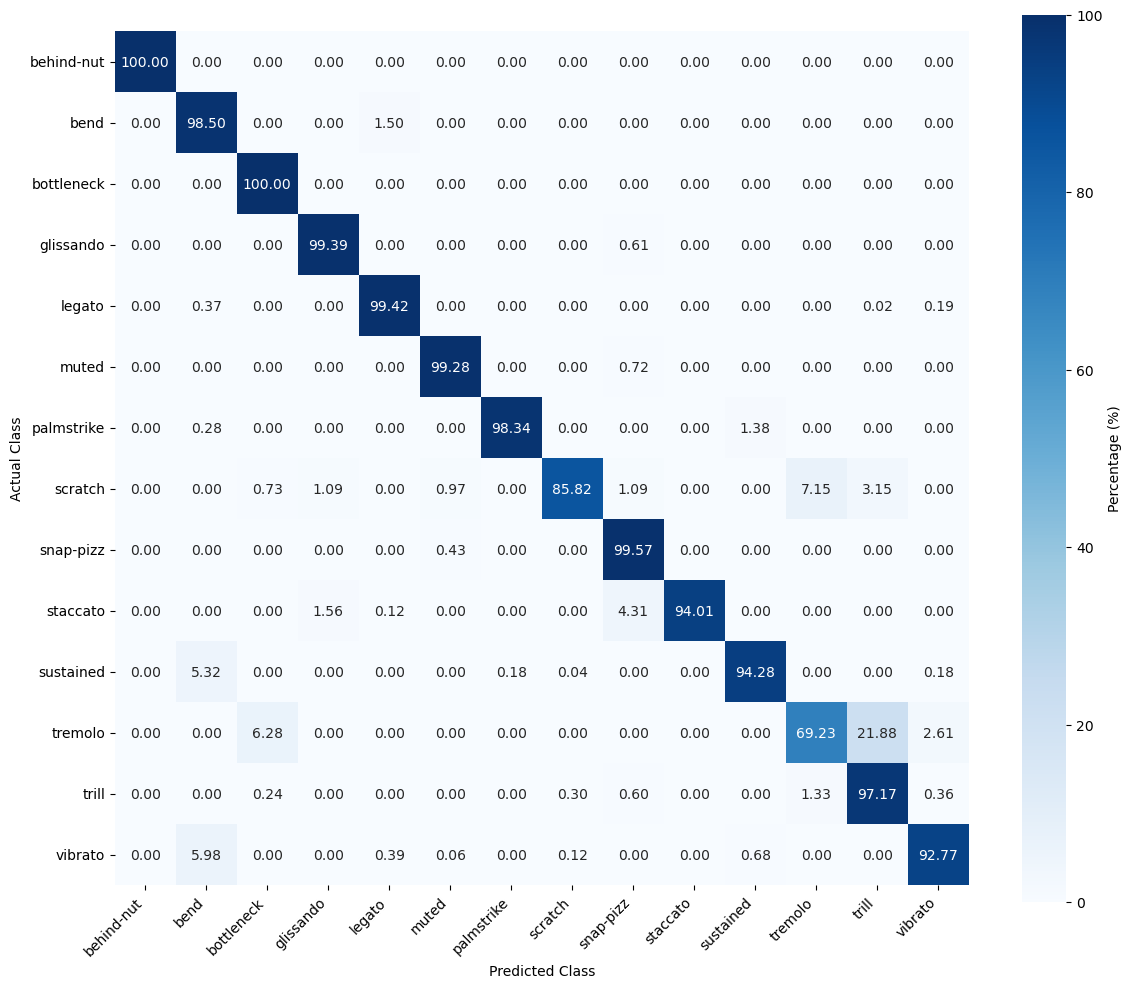 behind-nut 100.00 0.00 0.00 0.00 0.00 0.00 0.00 0.00 0.00 0.00 0.00 0.00 0.00 0.00
bend 0.00 98.50 0.00 0.00 1.50 0.00 0.00 0.00 0.00 0.00 0.00 0.00 0.00 0.00
bottleneck 0.00 0.00 100.00 0.00 0.00 0.00 0.00 0.00 0.00 0.00 0.00 0.00 0.00 0.00
glissando 0.00 0.00 0.00 99.39 0.00 0.00 0.00 0.00 0.61 0.00 0.00 0.00 0.00 0.00
legato 0.00 0.37 0.00 0.00 99.42 0.00 0.00 0.00 0.00 0.00 0.00 0.00 0.02 0.19
muted 0.00 0.00 0.00 0.00 0.00 99.28 0.00 0.00 0.72 0.00 0.00 0.00 0.00 0.00
palmstrike 0.00 0.28 0.00 0.00 0.00 0.00 98.34 0.00 0.00 0.00 1.38 0.00 0.00 0.00
scratch 0.00 0.00 0.73 1.09 0.00 0.97 0.00 85.82 1.09 0.00 0.00 7.15 3.15 0.00
snap-pizz 0.00 0.00 0.00 0.00 0.00 0.43 0.00 0.00 99.57 0.00 0.00 0.00 0.00 0.00
staccato 0.00 0.00 0.00 1.56 0.12 0.00 0.00 0.00 4.31 94.01 0.00 0.00 0.00 0.00
sustained 0.00 5.32 0.00 0.00 0.00 0.00 0.18 0.04 0.00 0.00 94.28 0.00 0.00 0.18
tremolo 0.00 0.00 6.28 0.00 0.00 0.00 0.00 0.00 0.00 0.00 0.00 69.23 21.88 2.61
trill 0.00 0.00 0.24 0.00 0.00 0.00 0.00 0.30 0.60 0.00 0.00 1.33 97.17 0.36
vibrato 0.00 5.98 0.00 0.00 0.39 0.06 0.00 0.12 0.00 0.00 0.68 0.00 0.00 92.77
behind-nut bend bottleneck glissando legato muted palmstrike scratch snap-pizz staccato sustained tremolo trill vibrato
Predicted Class
Actual Class
100
80
60
40
20
0
Percentage (%)